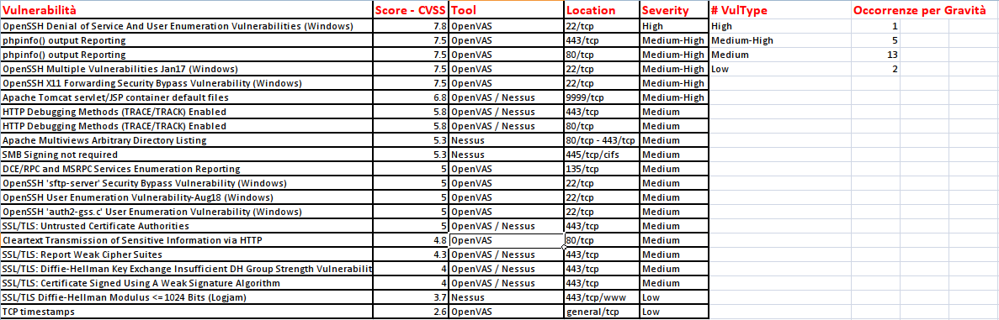 Vulnerabilità Score - CVSS Tool Location Severity # VulType Occorrenze per Gravità
OpenSSH Denial of Service And User Enumeration Vulnerabilities (Windows) 7.8 OpenVAS 22/tcp High High 1
phpinfo() output Reporting 7.5 OpenVAS 443/tcp Medium-High Medium-High 5
phpinfo() output Reporting 7.5 OpenVAS 80/tcp Medium-High Medium 13
OpenSSH Multiple Vulnerabilities Jan17 (Windows) 7.5 OpenVAS 22/tcp Medium-High Low 2
OpenSSH X11 Forwarding Security Bypass Vulnerability (Windows) 7.5 OpenVAS 22/tcp Medium-High
Apache Tomcat servlet/JSP container default files 6.8 OpenVAS / Nessus 9999/tcp Medium-High
HTTP Debugging Methods (TRACE/TRACK) Enabled 5.8 OpenVAS / Nessus 443/tcp Medium
HTTP Debugging Methods (TRACE/TRACK) Enabled 5.8 OpenVAS / Nessus 80/tcp Medium
Apache Multiviews Arbitrary Directory Listing 5.3 Nessus 80/tcp - 443/tcp Medium
SMB Signing not required 5.3 Nessus 445/tcp/cifs Medium
DCE/RPC and MSRPC Services Enumeration Reporting 5 OpenVAS 135/tcp Medium
OpenSSH 'sftp-server' Security Bypass Vulnerability (Windows) 5 OpenVAS 22/tcp Medium
OpenSSH User Enumeration Vulnerability-Aug18 (Windows) 5 OpenVAS 22/tcp Medium
OpenSSH 'auth2-gss.c' User Enumeration Vulnerability (Windows) 5 OpenVAS 22/tcp Medium
SSL/TLS: Untrusted Certificate Authorities 5 OpenVAS / Nessus 443/tcp Medium
Cleartext Transmission of Sensitive Information via HTTP 4.8 OpenVAS 80/tcp Medium
SSL/TLS: Report Weak Cipher Suites 4.3 OpenVAS / Nessus 443/tcp Medium
SSL/TLS: Diffie-Hellman Key Exchange Insufficient DH Group Strength Vulnerabilit 4 OpenVAS / Nessus 443/tcp Medium
SSL/TLS: Certificate Signed Using A Weak Signature Algorithm 4 OpenVAS / Nessus 443/tcp Medium
SSL/TLS Diffie-Hellman Modulus <= 1024 Bits (Logjam) 3.7 Nessus 443/tcp/www Low
TCP timestamps 2.6 OpenVAS general/tcp Low